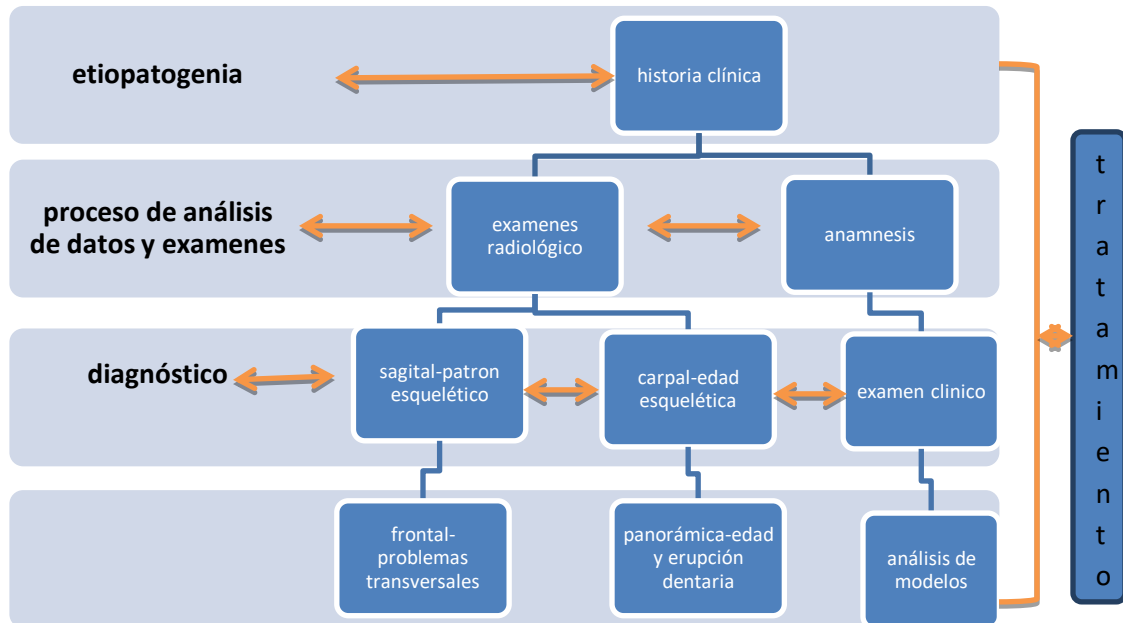 etiopatogenia
historia clínica
proceso de análisis
de datos y examenes
examenes
radiológico
anamnesis
diagnóstico
sagital-patron
esquelético
carpal-edad
esquelética
examen clinico
frontal-
problemas
transversales
panorámica-edad
y erupción
dentaria
análisis de
modelos
t
r
a
t
a
m
i
e
n
t
o